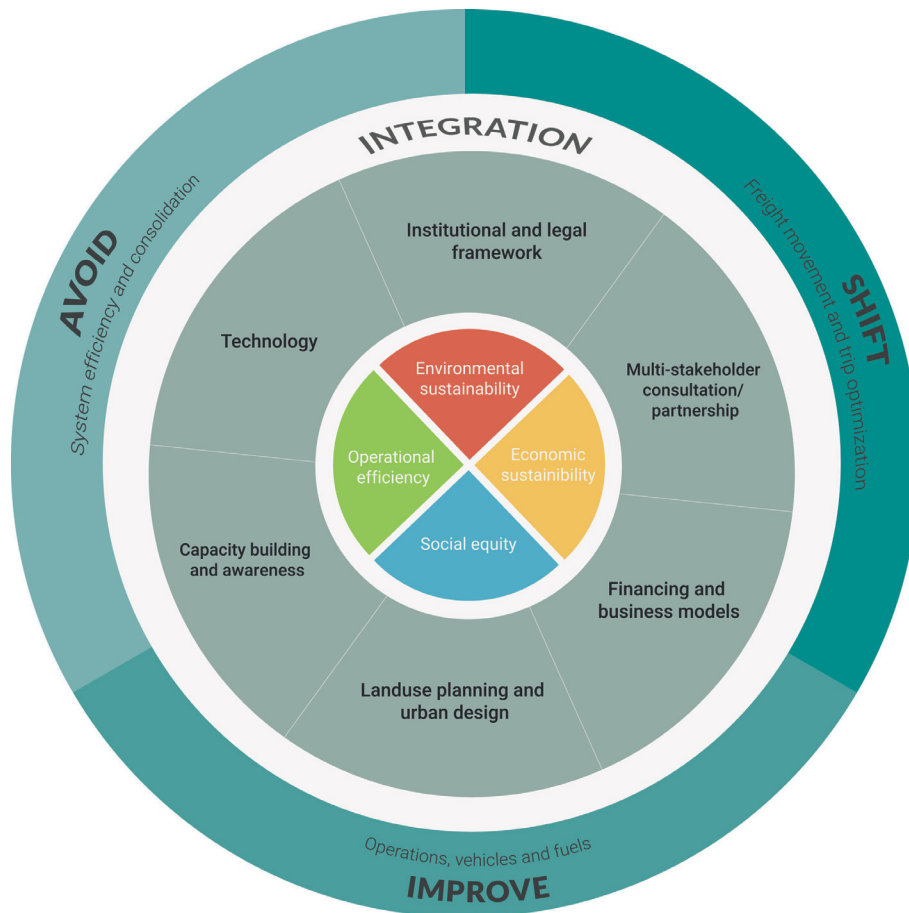 INTEGRATION
AVOID
System efficiency and consolidation
SHIFT
Freight movement and trip optimization
Institutional and legal
framework
Technology
Multi-stakeholder
consultation/
partnership
Environmental
sustainability
Operational
efficiency
Economic
sustainibility
Social equity
Capacity building
and awareness
Financing and
business models
Landuse planning and
urban design
Operations, vehicles and fuels
IMPROVE